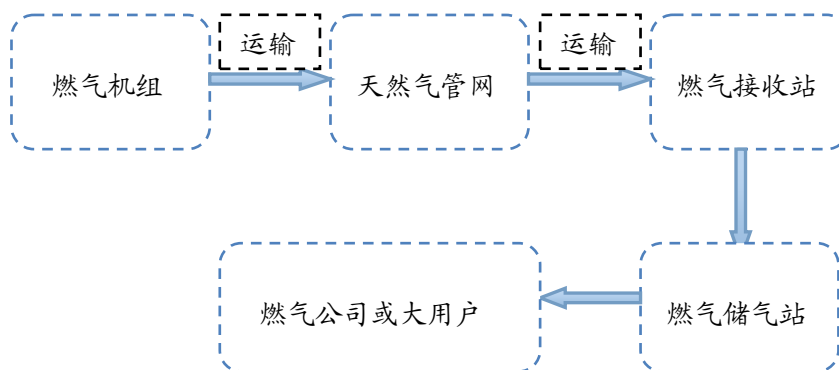 运输
运输
燃气机组
天然气管网
燃气接收站
燃气公司或大用户
燃气储气站